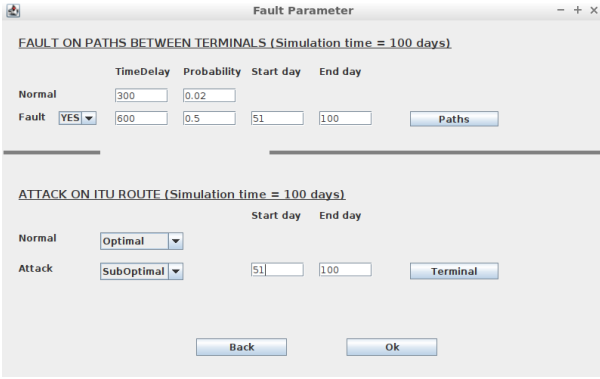 Fault Parameter
FAULT ON PATHS BETWEEN TERMINALS (Simulation time = 100 days)
TimeDelay Probability Start day End day
Normal 300 0.02
Fault YES 600 0.5 51 100 Paths
ATTACK ON ITU ROUTE (Simulation time = 100 days)
Start day End day
Normal Optimal
Attack SubOptimal 51 100 Terminal
Back Ok